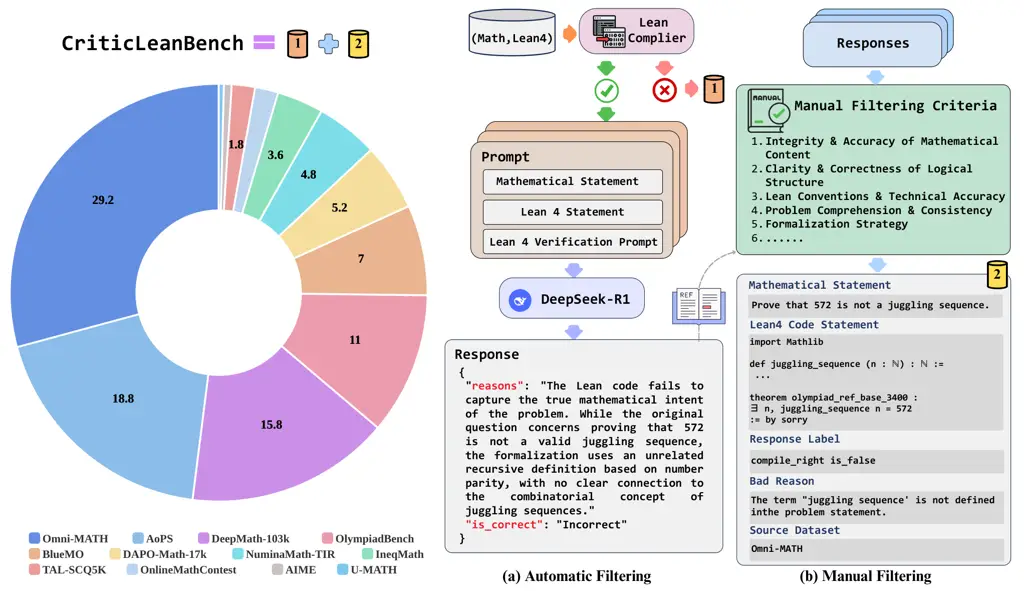 CriticLeanBench = 1 + 2
29.2
18.8
15.8
11
7
5.2
4.8
3.6
1.8
Omni-MATH AoPS DeepMath-103k OlympiadBench
BlueMO DAPO-Math-17k NuminaMath-TIR IneqMath
TAL-SCQ5K OnlineMathContest AIME U-MATH
(Math,Lean4)
Lean
Complier
1
Prompt
Mathematical Statement
Lean 4 Statement
Lean 4 Verification Prompt
DeepSeek-R1
REF
Response
{
"reasons": "The Lean code fails to
capture the true mathematical intent
of the problem. While the original
question concerns proving that 572
is not a valid juggling sequence,
the formalization uses an unrelated
recursive definition based on number
parity, with no clear connection to
the combinatorial concept of
juggling sequences."
"is_correct": "Incorrect"
}
(a) Automatic Filtering
Responses
MANUAL
Manual Filtering Criteria
1. Integrity & Accuracy of Mathematical
Content
2. Clarity & Correctness of Logical
Structure
3. Lean Conventions & Technical Accuracy
4. Problem Comprehension & Consistency
5. Formalization Strategy
6. .......
2
Mathematical Statement
Prove that 572 is not a juggling sequence.
Lean4 Code Statement
import Mathlib
def juggling_sequence (n : ℕ) : ℕ :=
...
theorem olympiad_ref_base_3400 :
∃ n, juggling_sequence n = 572
:= by sorry
Response Label
compile_right is_false
Bad Reason
The term "juggling sequence' is not defined
inthe problem statement.
Source Dataset
Omni-MATH
(b) Manual Filtering